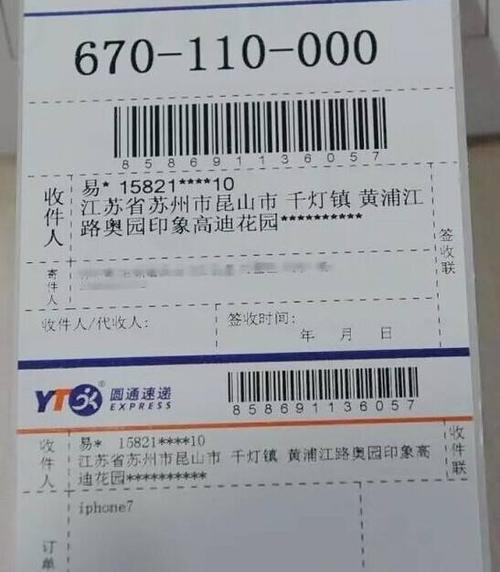 670-110-000
858691136057
收件人
易* 15821****10
江苏省苏州市昆山市 千灯镇 黄浦江
路奥园印象高迪花园**********
签收联
寄件人
收件人/代收人:
签收时间:
年 月 日
YTO 圆通速递
EXPRESS
858691136057
收件人
易* 15821****10
江苏省苏州市昆山市 千灯镇 黄浦江路奥园印象高
迪花园**********
收件联
iphone7
订单